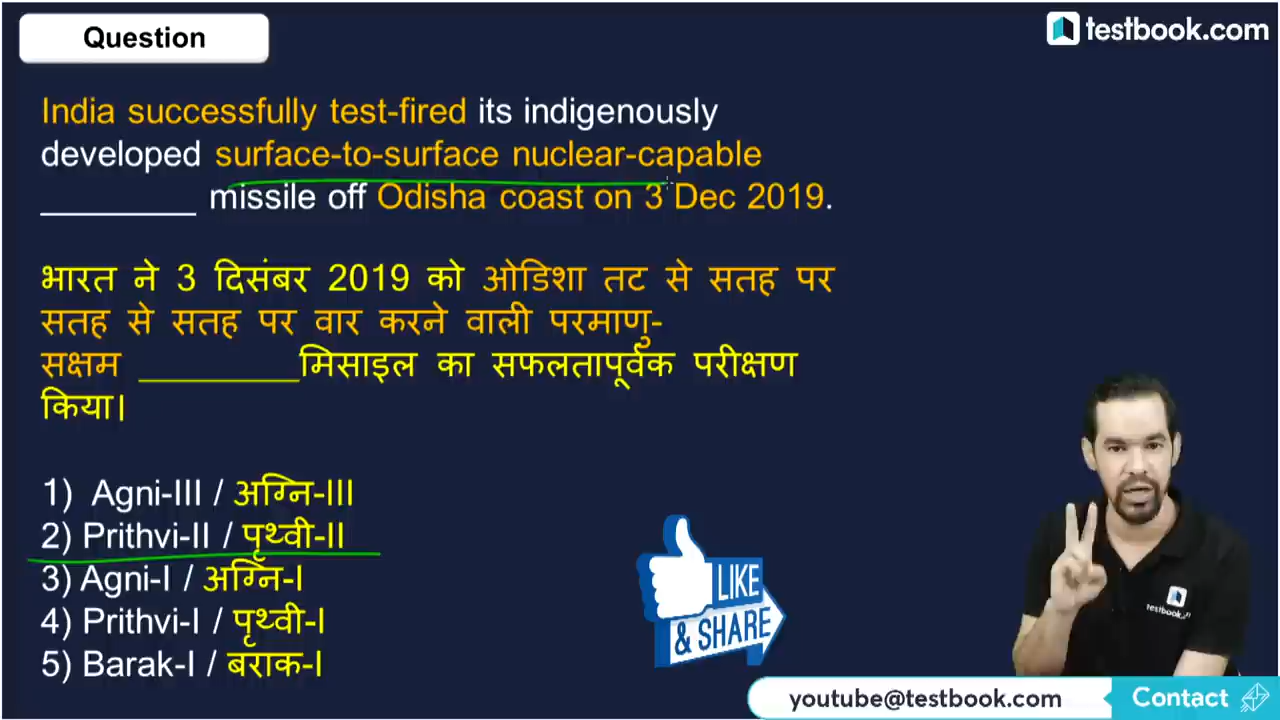 Question
testbook.com
India successfully test-fired its indigenously
developed surface-to-surface nuclear-capable
________ missile off Odisha coast on 3 Dec 2019.
भारत ने 3 दिसंबर 2019 को ओडिशा तट से सतह पर
सतह से सतह पर वार करने वाली परमाणु-
सक्षम ________मिसाइल का सफलतापूर्वक परीक्षण
किया।
1) Agni-III / अग्नि-III
2) Prithvi-II / पृथ्वी-II
3) Agni-I / अग्नि-I
4) Prithvi-I / पृथ्वी-I
5) Barak-I / बराक-I
LIKE
& SHARE
youtube@testbook.com
Contact